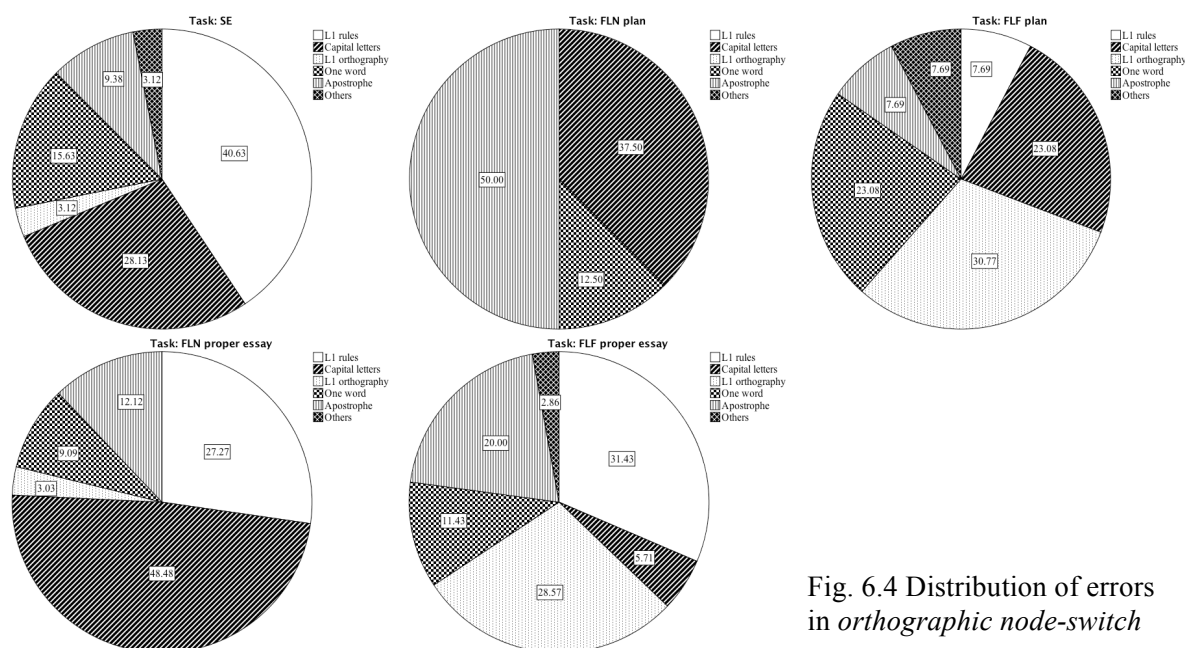 Task: SE
L1 rules
Capital letters
L1 orthography
One word
Apostrophe
Others
3.12
9.38
40.63
15.63
3.12
28.13
Task: FLN plan
L1 rules
Capital letters
L1 orthography
One word
Apostrophe
Others
37.50
50.00
12.50
Task: FLF plan
L1 rules
Capital letters
L1 orthography
One word
Apostrophe
Others
7.69
7.69
7.69
23.08
23.08
30.77
Task: FLN proper essay
L1 rules
Capital letters
L1 orthography
One word
Apostrophe
Others
12.12
27.27
9.09
3.03
48.48
Task: FLF proper essay
L1 rules
Capital letters
L1 orthography
One word
Apostrophe
Others
2.86
20.00
31.43
11.43
5.71
28.57
Fig. 6.4 Distribution of errors
in orthographic node-switch